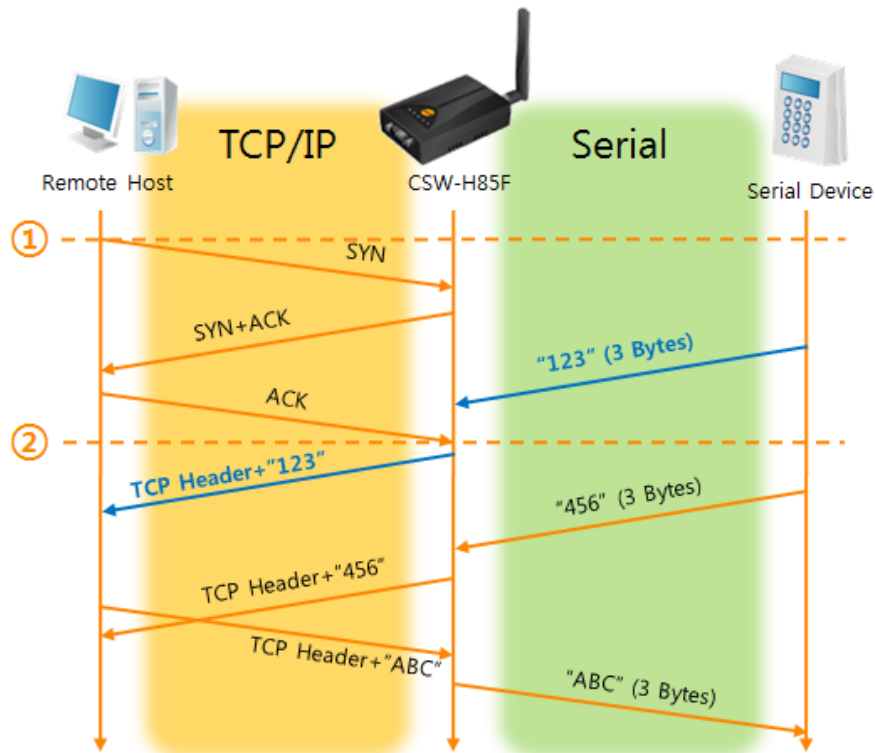 TCP/IP
Serial
Remote Host
CSW-H85F
Serial Device
①
SYN
SYN+ACK
“123” (3 Bytes)
ACK
②
TCP Header+“123”
“456” (3 Bytes)
TCP Header+“456”
TCP Header+“ABC”
“ABC” (3 Bytes)